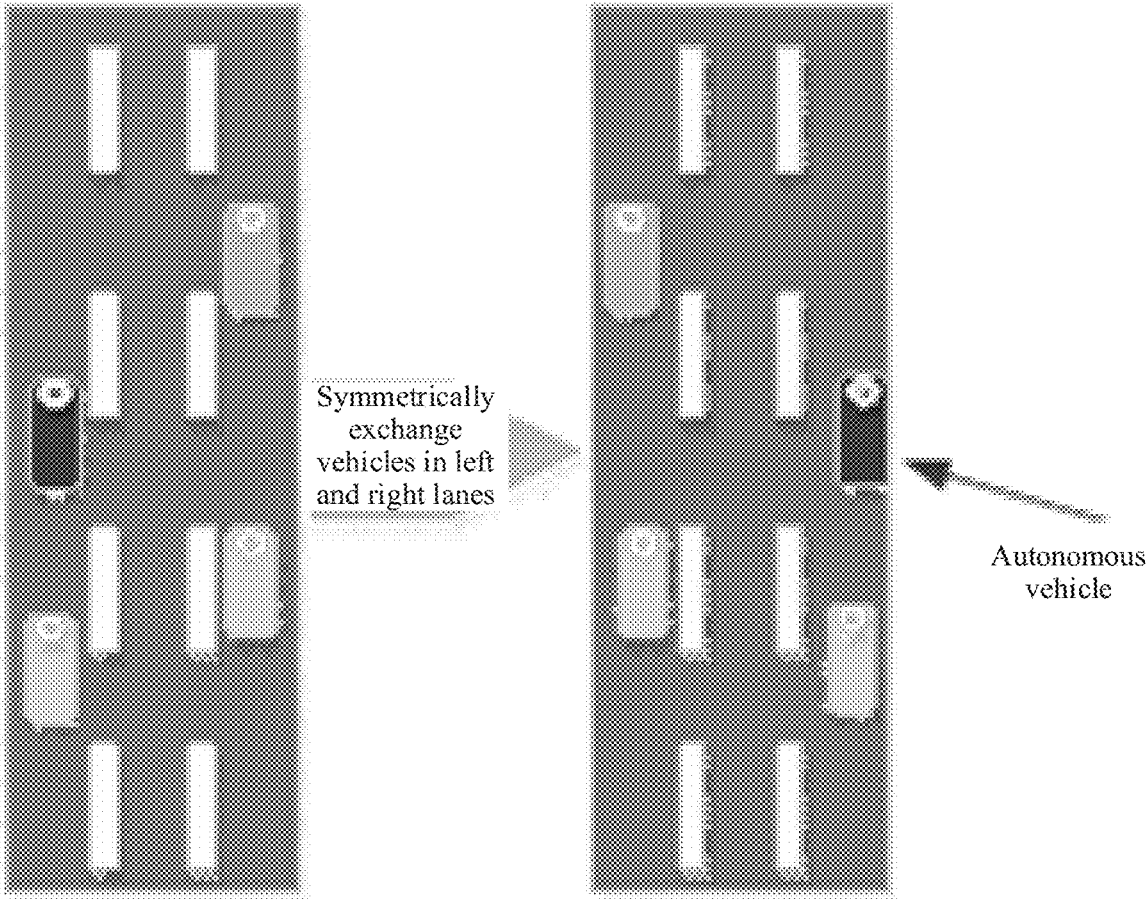 Symmetrically
exchange
vehicles in left
and right lanes
Autonomous
vehicle